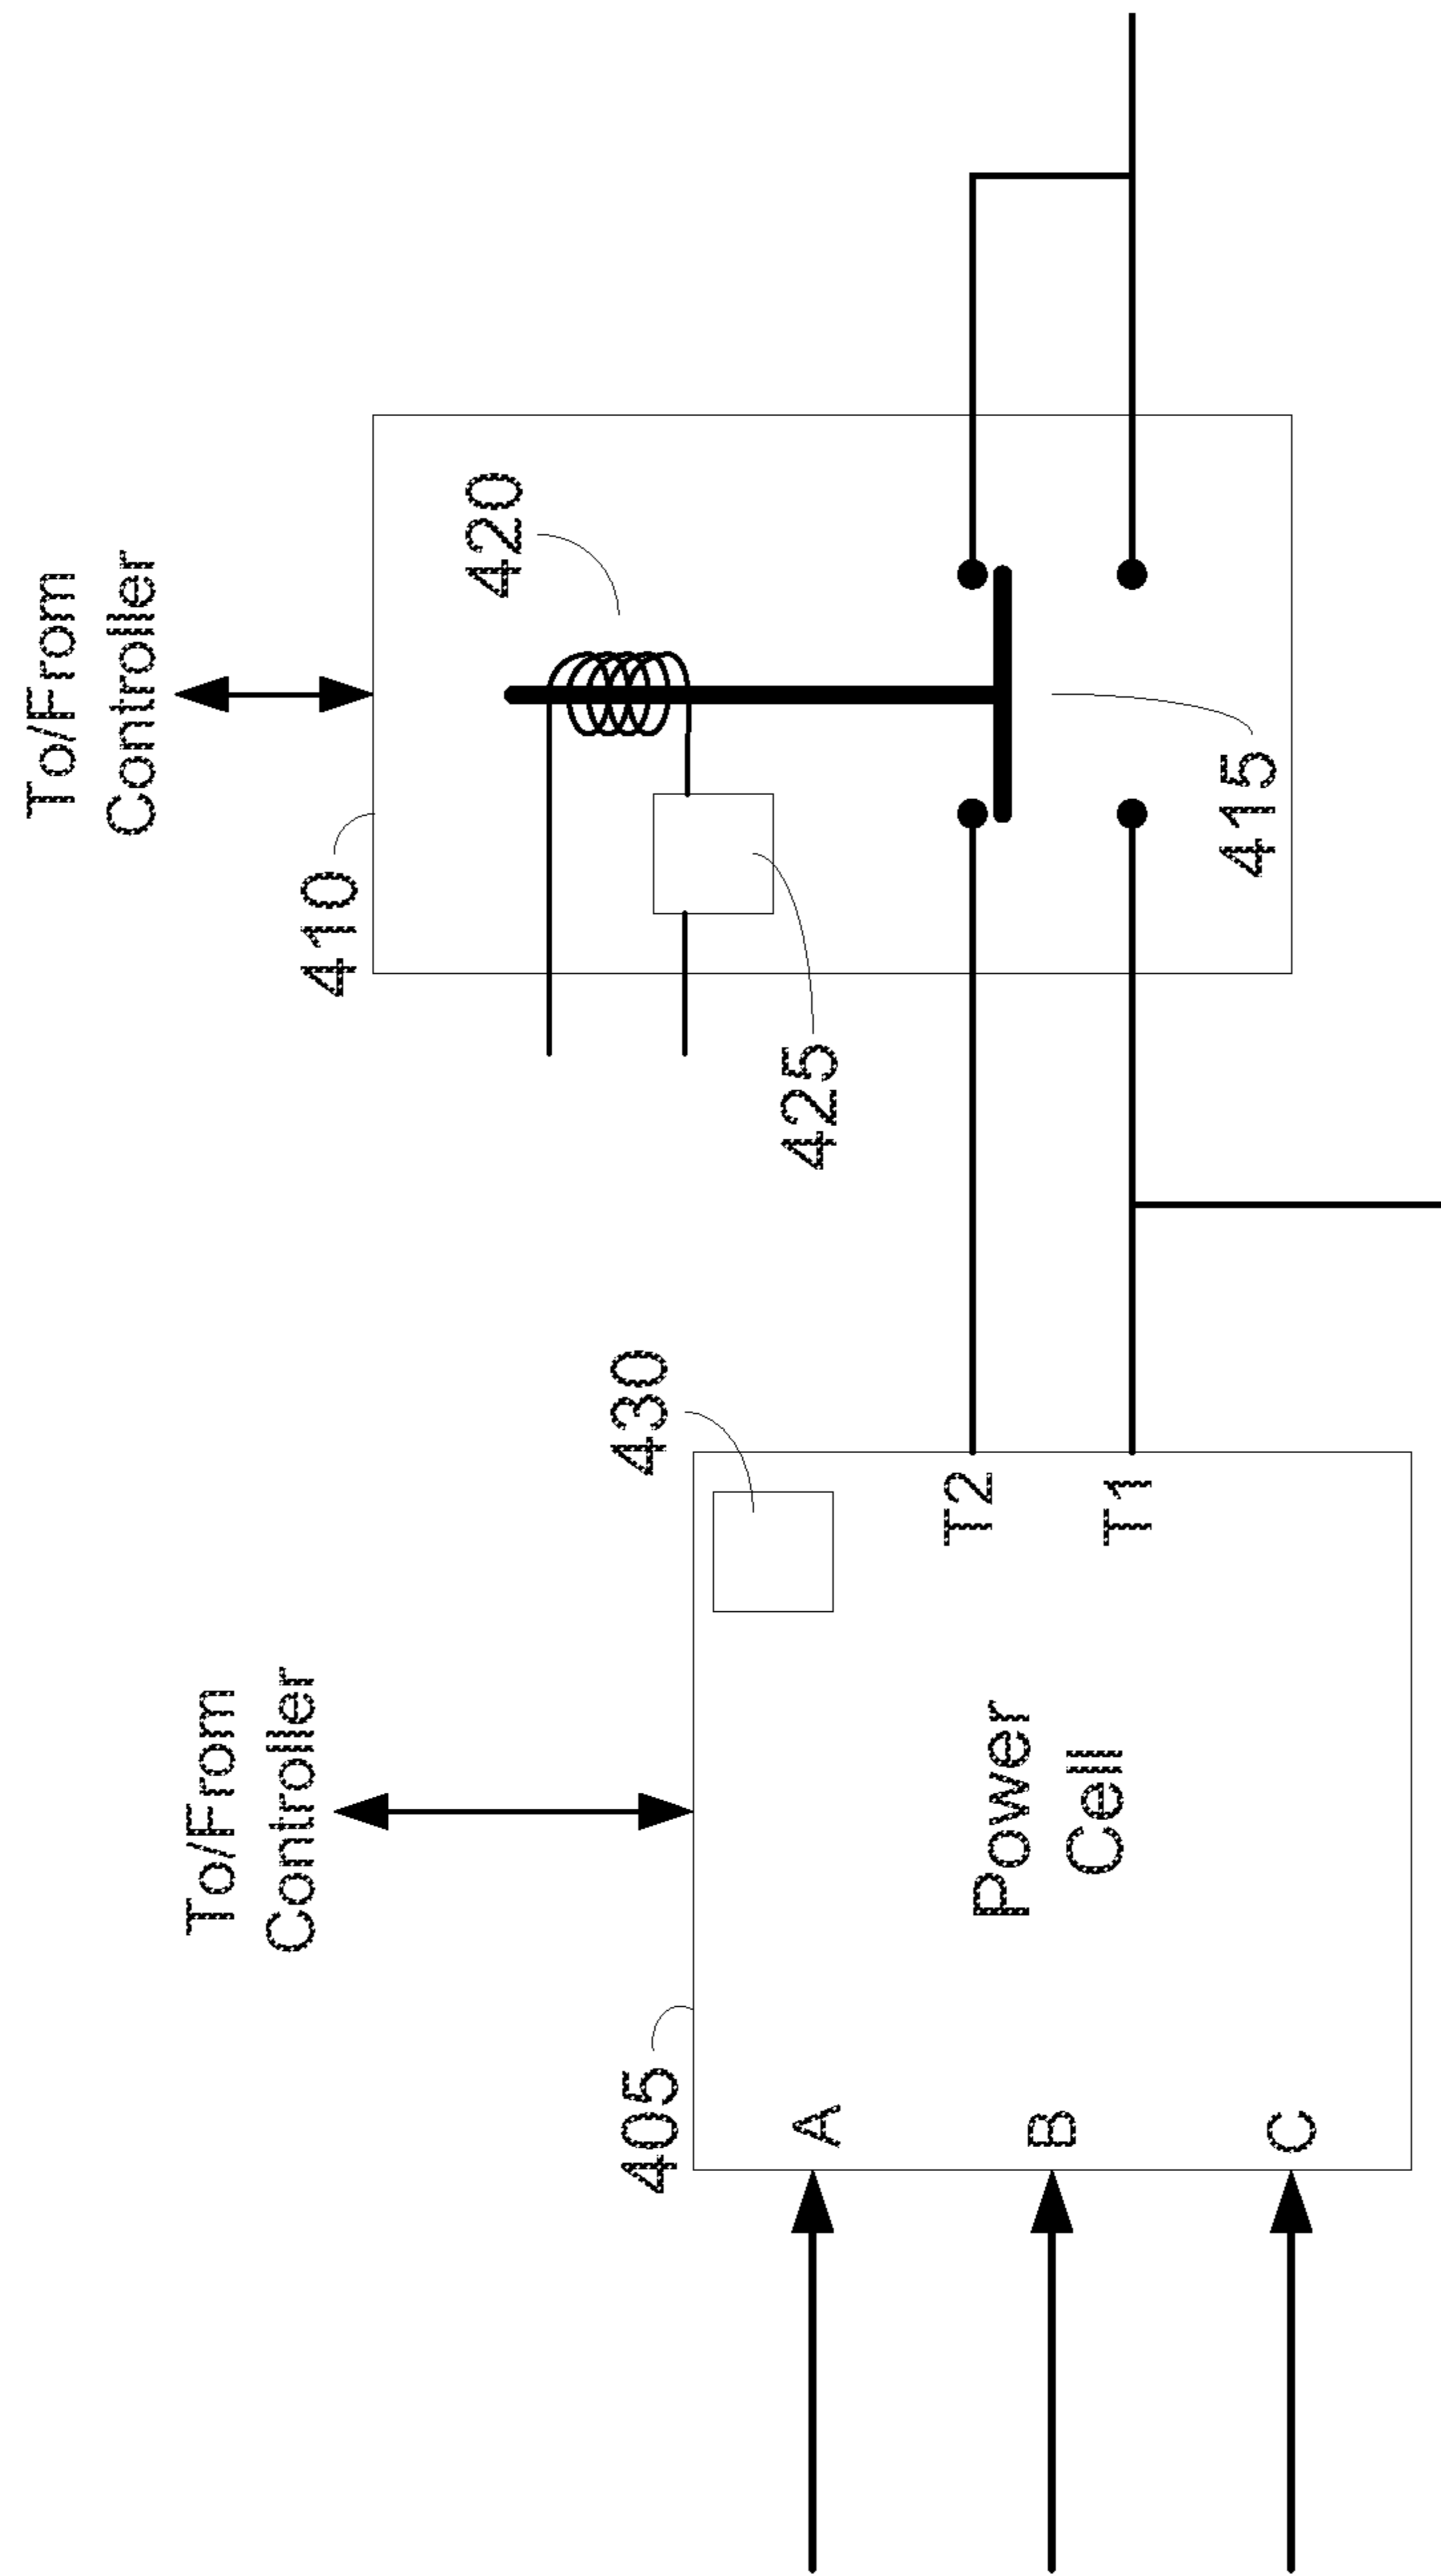 To/From
Controller
410
420
425
415
To/From
Controller
430
405
T2
T1
Power
Cell
A
B
C